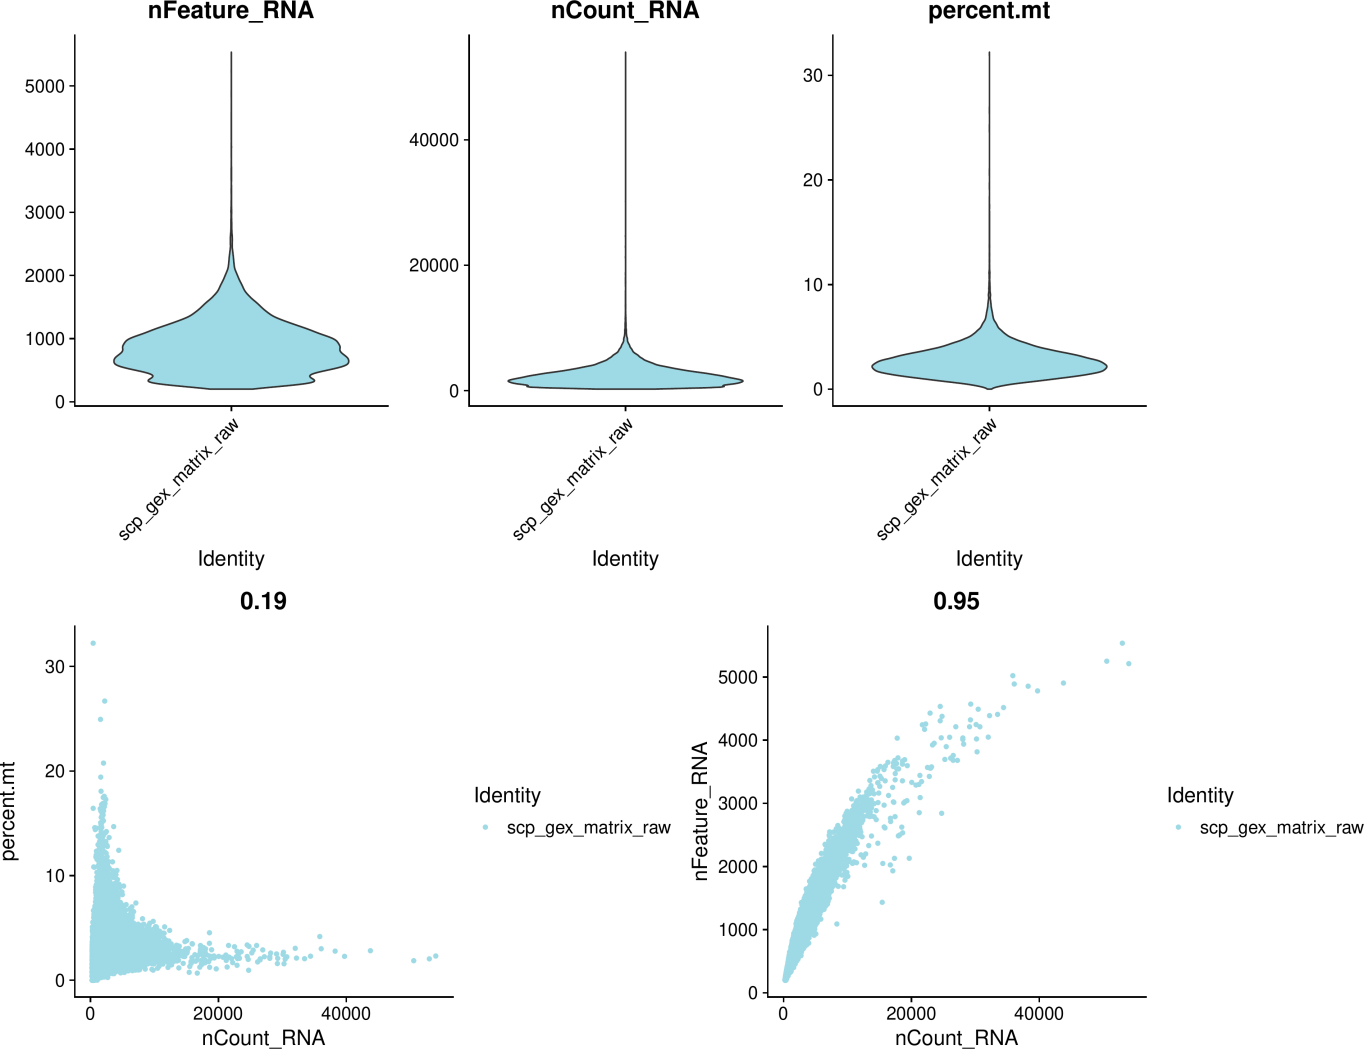 nFeature_RNA
nCount_RNA
percent.mt
5000
4000
3000
2000
1000
0
scp_gex_matrix_raw
Identity
40000
20000
0
scp_gex_matrix_raw
Identity
30
20
10
0
scp_gex_matrix_raw
Identity
0.19
percent.mt
30
20
10
0
0
20000
40000
nCount_RNA
Identity
scp_gex_matrix_raw
0.95
nFeature_RNA
5000
4000
3000
2000
1000
0
0
20000
40000
nCount_RNA
Identity
scp_gex_matrix_raw